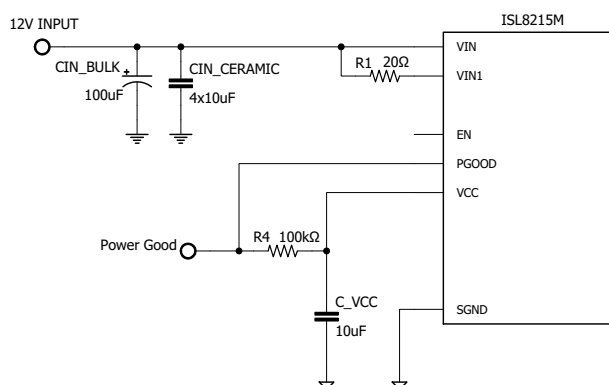 ISL8215M
12V INPUT
VIN
CIN_BULK
CIN_CERAMIC
R1 20Ω
VIN1
+
100uF
4x10uF
EN
PGOOD
VCC
Power Good
R4 100kΩ
C_VCC
10uF
SGND